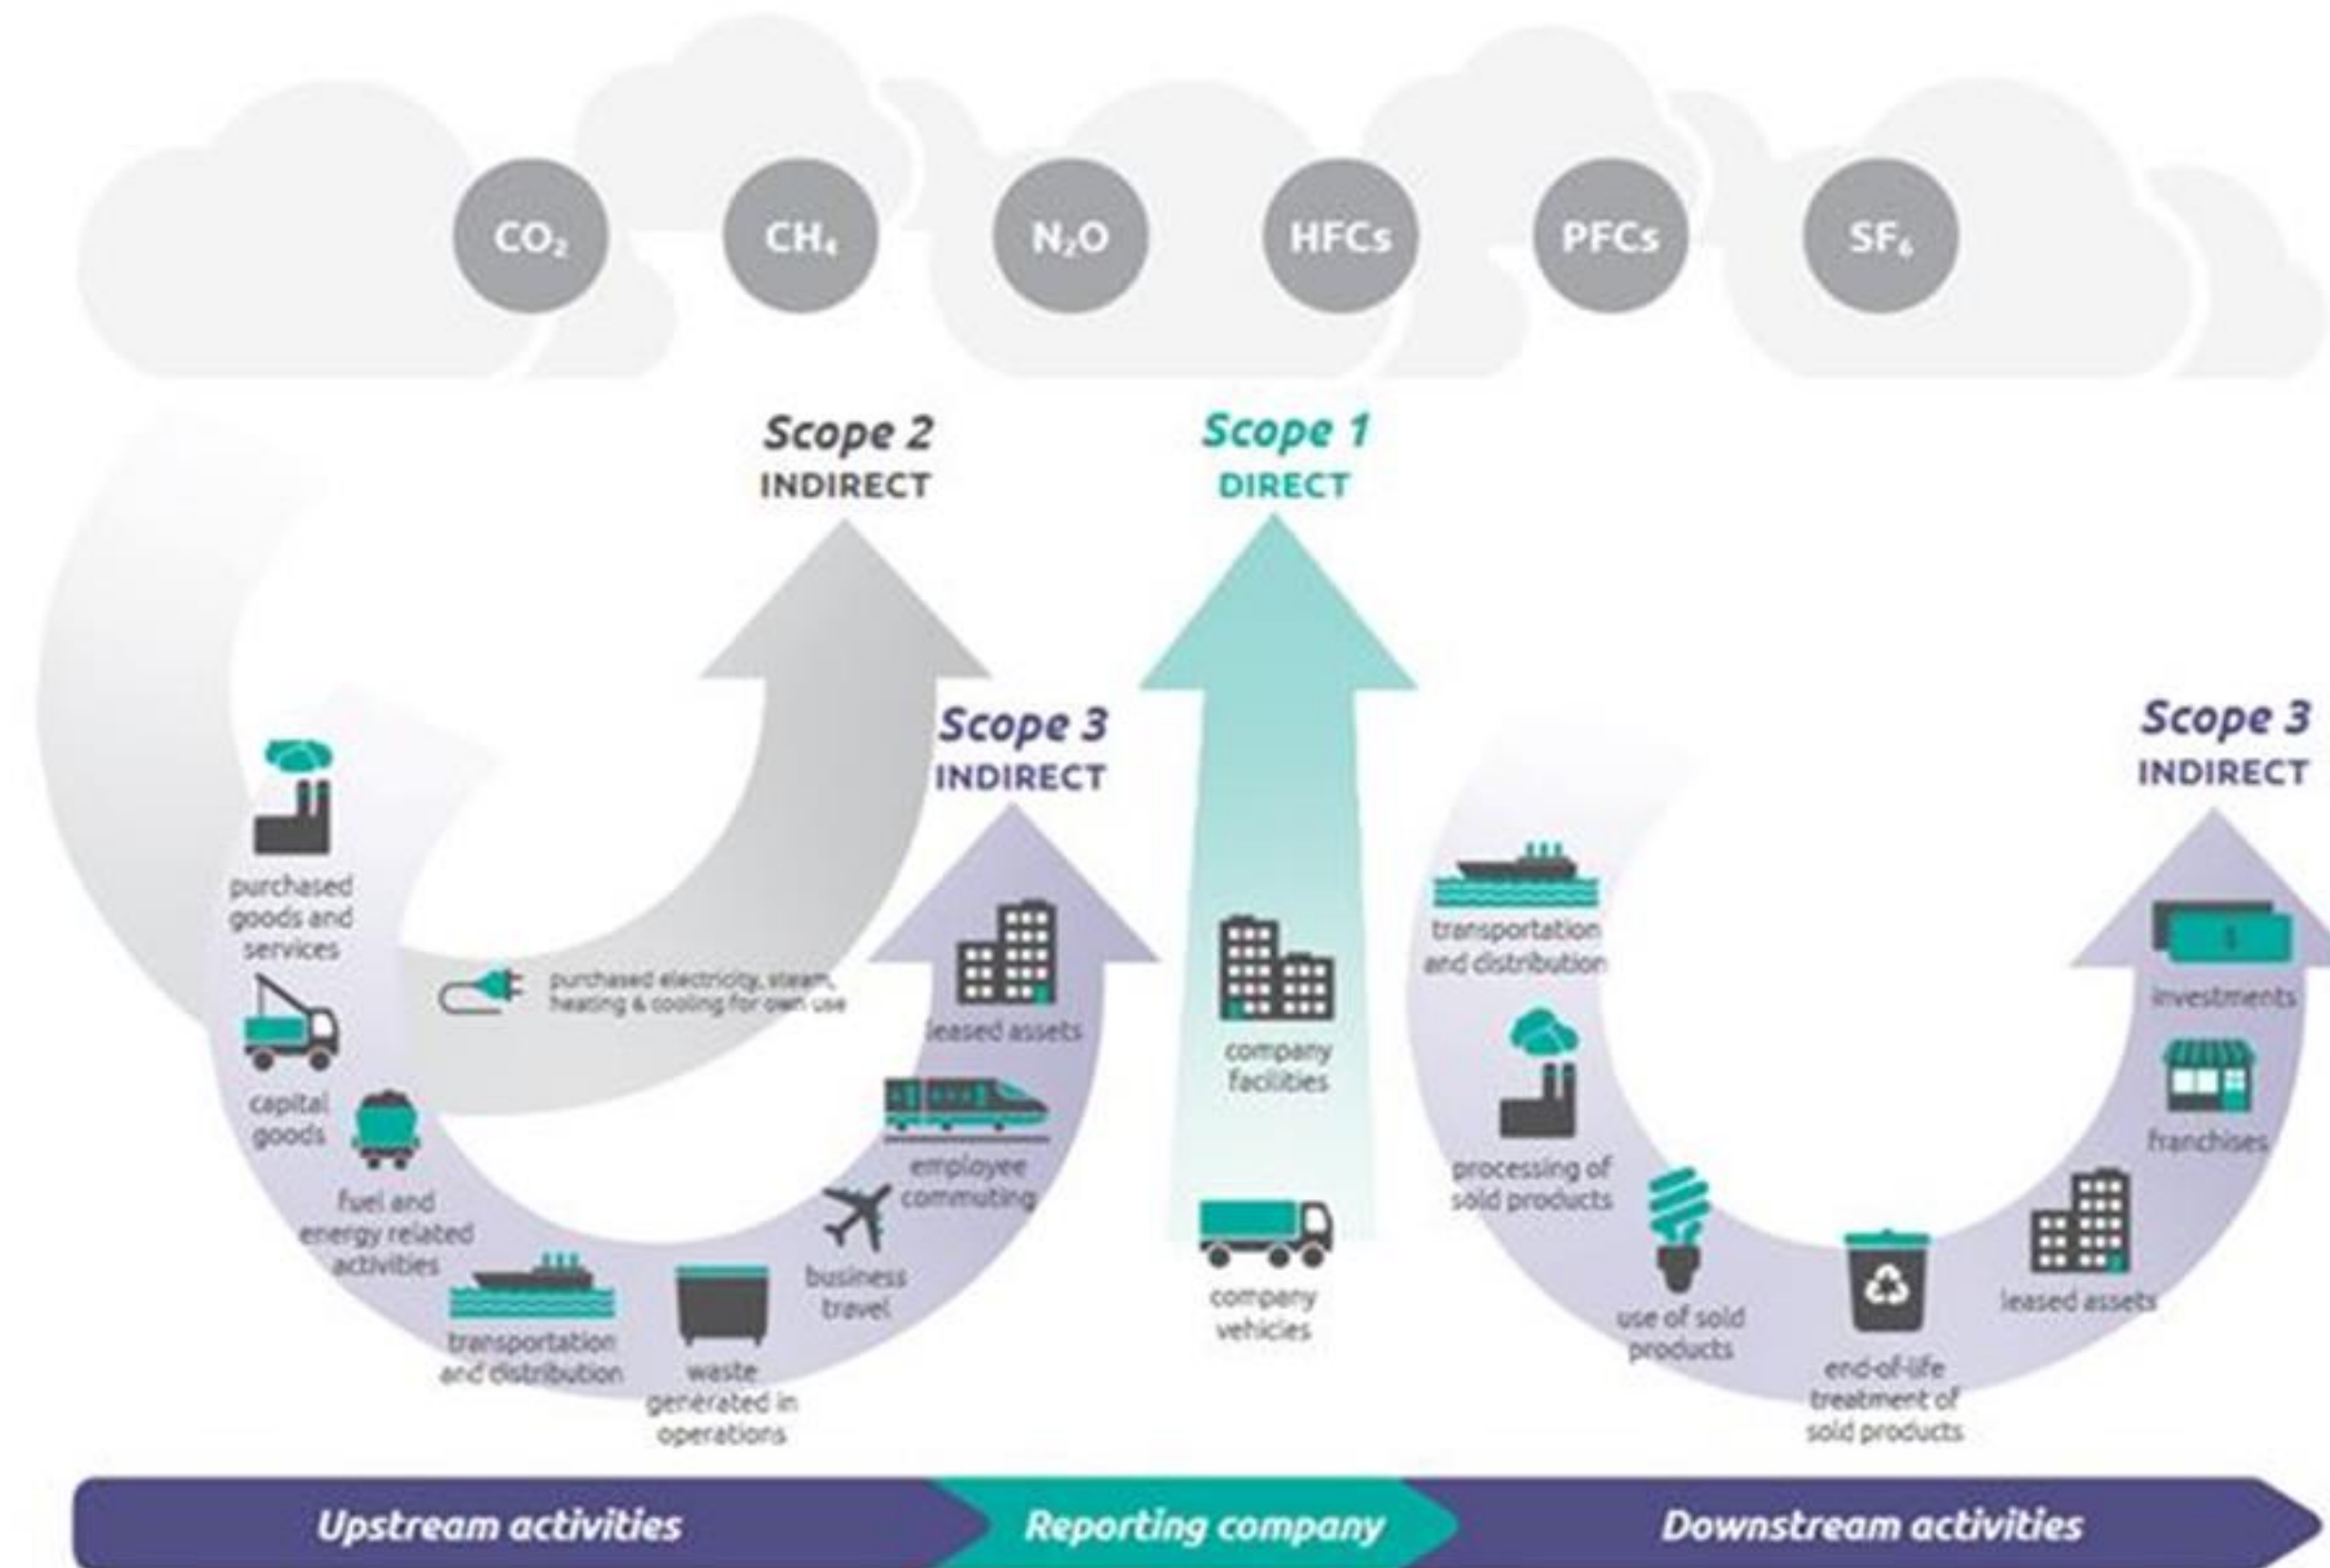 CO₂
CH₄
N₂O
HFCs
PFCs
SF₆
Scope 2
INDIRECT
Scope 1
DIRECT
Scope 3
INDIRECT
Scope 3
INDIRECT
purchased
goods and
services
capital
goods
fuel and
energy related
activities
transportation
and distribution
waste
generated in
operations
business
travel
employee
commuting
leased assets
purchased electricity, steam,
heating & cooling for own use
company
facilities
company
vehicles
transportation
and distribution
processing of
sold products
use of sold
products
end-of-life
treatment of
sold products
leased assets
franchises
investments
$
Upstream activities
Reporting company
Downstream activities